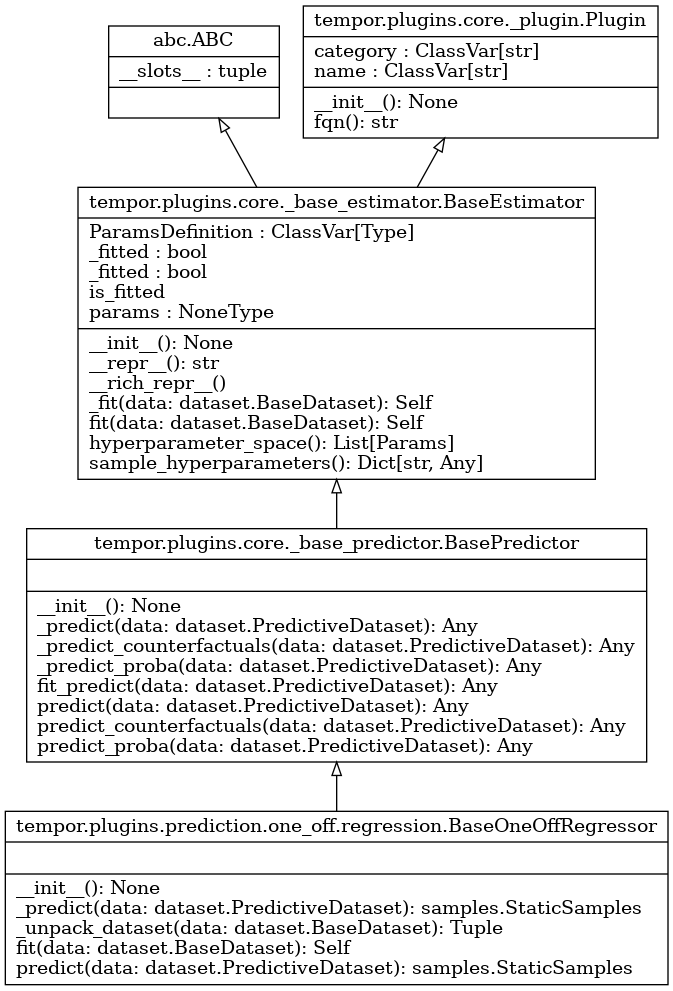 abc.ABC
__slots__ : tuple
tempor.plugins.core._plugin.Plugin
category : ClassVar[str]
name : ClassVar[str]
__init__(): None
fqn(): str
tempor.plugins.core._base_estimator.BaseEstimator
ParamsDefinition : ClassVar[Type]
_fitted : bool
_fitted : bool
is_fitted
params : NoneType
__init__(): None
__repr__(): str
__rich_repr__()
_fit(data: dataset.BaseDataset): Self
fit(data: dataset.BaseDataset): Self
hyperparameter_space(): List[Params]
sample_hyperparameters(): Dict[str, Any]
tempor.plugins.core._base_predictor.BasePredictor
__init__(): None
_predict(data: dataset.PredictiveDataset): Any
_predict_counterfactuals(data: dataset.PredictiveDataset): Any
_predict_proba(data: dataset.PredictiveDataset): Any
fit_predict(data: dataset.PredictiveDataset): Any
predict(data: dataset.PredictiveDataset): Any
predict_counterfactuals(data: dataset.PredictiveDataset): Any
predict_proba(data: dataset.PredictiveDataset): Any
tempor.plugins.prediction.one_off.regression.BaseOneOffRegressor
__init__(): None
_predict(data: dataset.PredictiveDataset): samples.StaticSamples
_unpack_dataset(data: dataset.BaseDataset): Tuple
fit(data: dataset.BaseDataset): Self
predict(data: dataset.PredictiveDataset): samples.StaticSamples